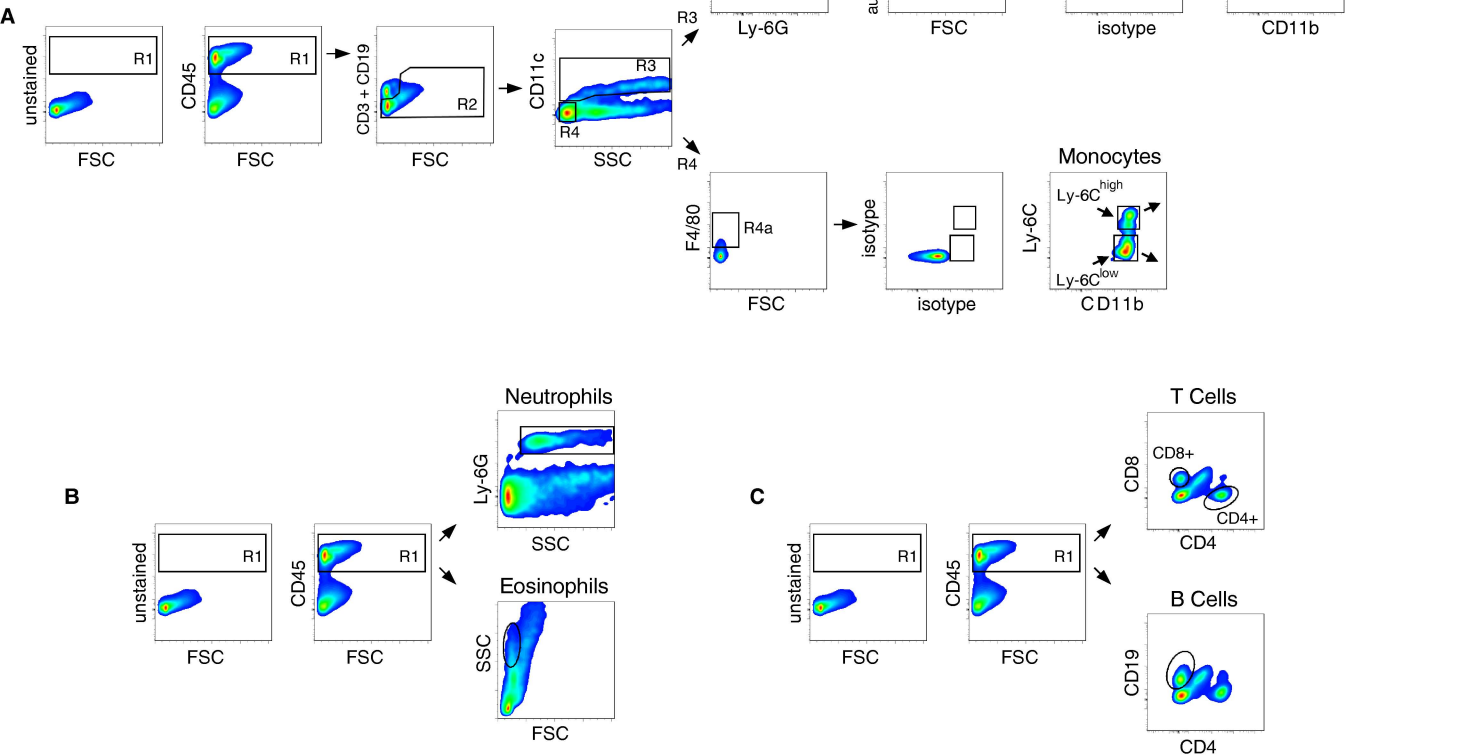 A
unstained
R1
FSC
CD45
R1
FSC
CD3 + CD19
R2
FSC
CD11c
R3
R4
SSC
R3
R4
Ly-6G
au
FSC
isotype
CD11b
F4/80
R4a
FSC
isotype
isotype
Monocytes
Ly-6C
Ly-6Chigh
Ly-6Clow
CD11b
B
unstained
R1
FSC
CD45
R1
FSC
Neutrophils
Ly-6G
SSC
Eosinophils
SSC
FSC
C
unstained
R1
FSC
CD45
R1
FSC
T Cells
CD8
CD8+
CD4+
CD4
B Cells
CD19
CD4